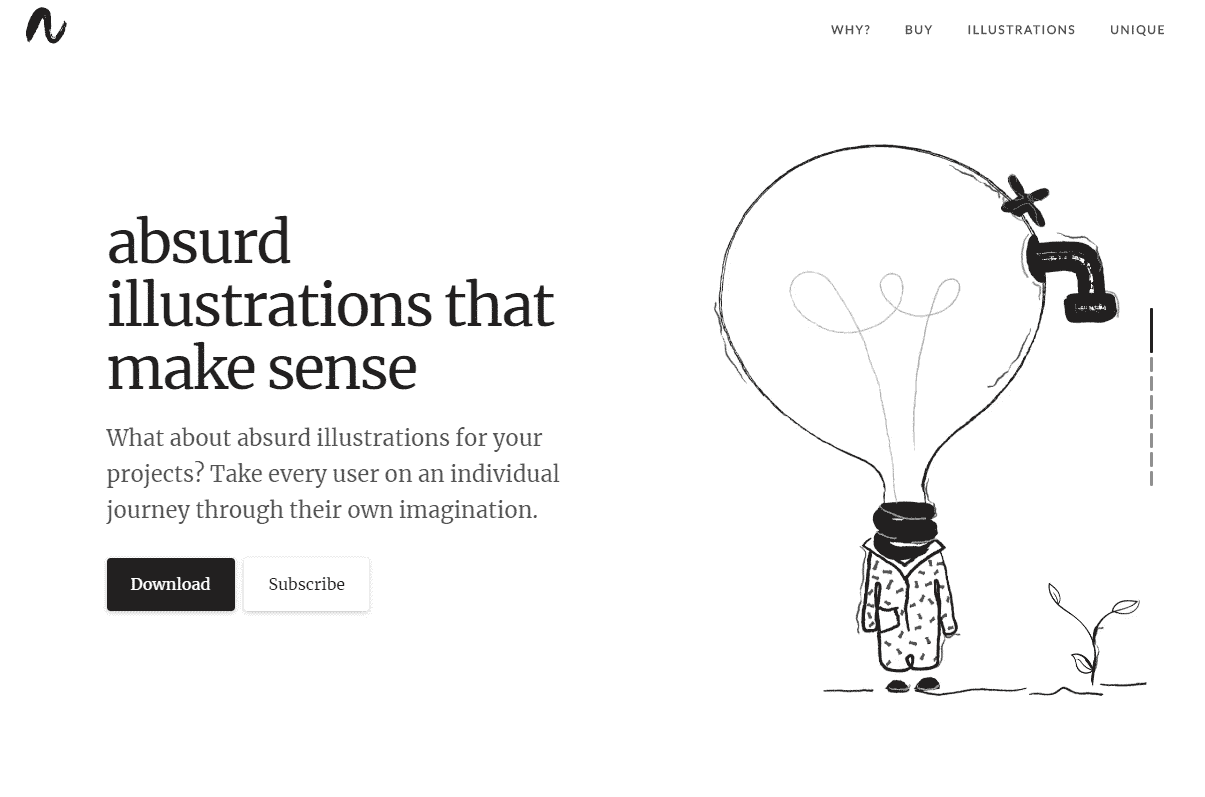 WHY?
BUY
ILLUSTRATIONS
UNIQUE
absurd
illustrations that
make sense
What about absurd illustrations for your
projects? Take every user on an individual
journey through their own imagination.
Download
Subscribe